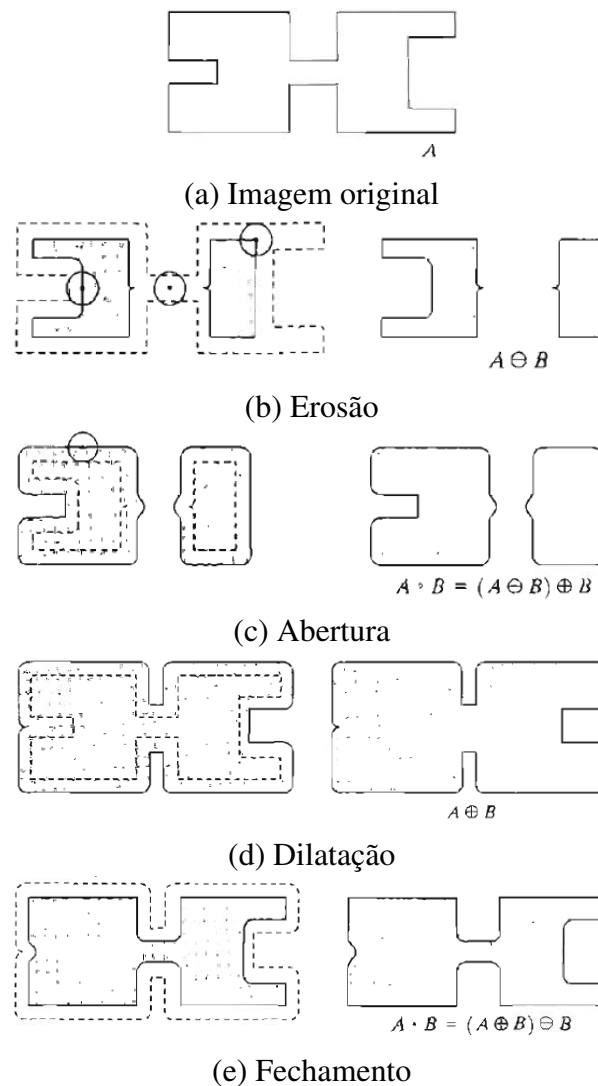 A
(a) Imagem original
A ⊖ B
(b) Erosão
A ∘ B = (A ⊖ B) ⊕ B
(c) Abertura
A ⊕ B
(d) Dilatação
A · B = (A ⊕ B) ⊖ B
(e) Fechamento